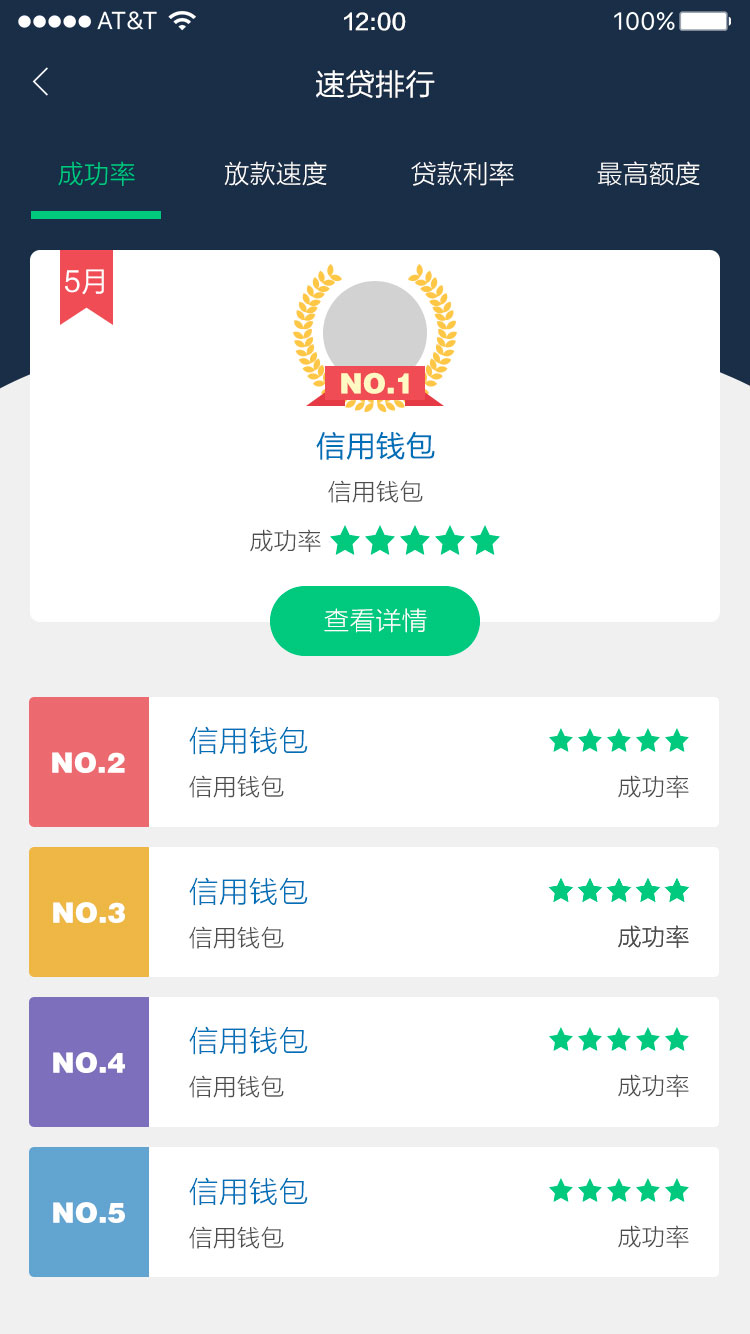 AT&T 12:00 100%
速贷排行
成功率 放款速度 贷款利率 最高额度
5月
NO.1
信用钱包
信用钱包
成功率
查看详情
NO.2
信用钱包
信用钱包 成功率
NO.3
信用钱包
信用钱包 成功率
NO.4
信用钱包
信用钱包 成功率
NO.5
信用钱包
信用钱包 成功率